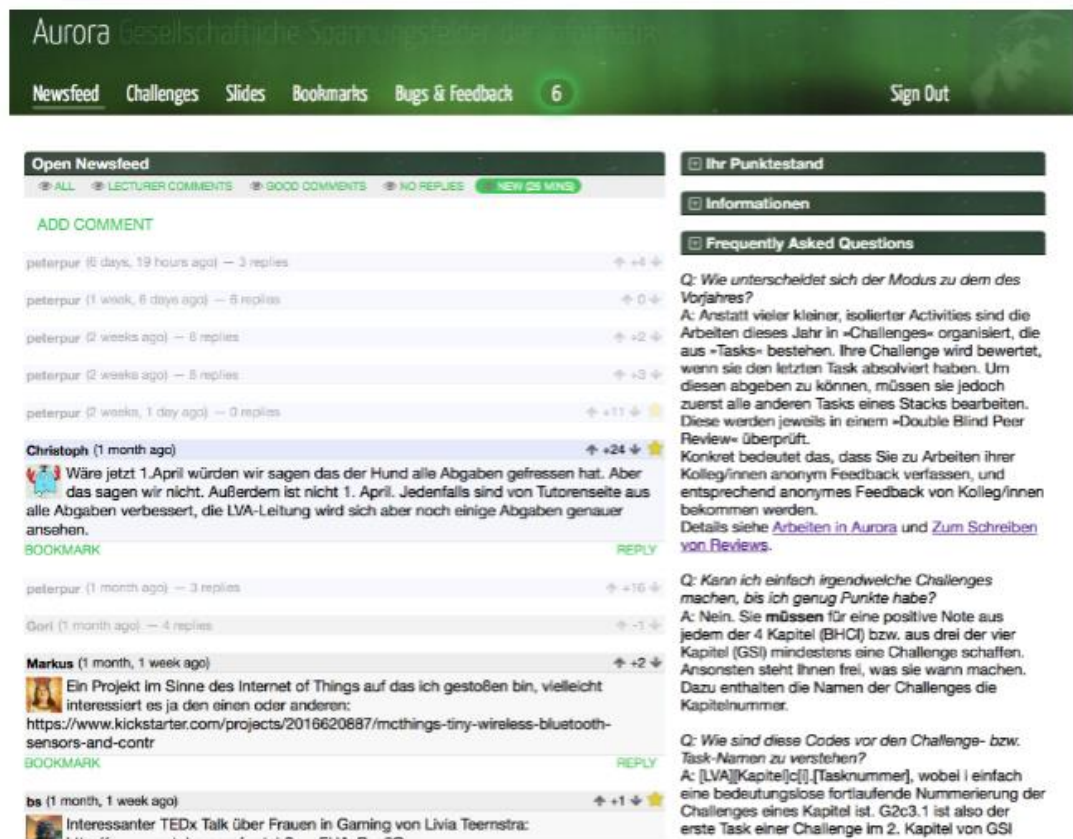 Aurora Gesellschaftliche Spannungsfelder der Informatik
Newsfeed Challenges Slides Bookmarks Bugs & Feedback 6 Sign Out
Open Newsfeed
ALL LECTURER COMMENTS GOOD COMMENTS NO REPLIES NEW (25 MINS)
ADD COMMENT
peterpur (6 days, 19 hours ago) — 3 replies +4
peterpur (1 week, 6 days ago) — 6 replies 0
peterpur (2 weeks ago) — 6 replies +2
peterpur (2 weeks ago) — 8 replies +3
peterpur (2 weeks, 1 day ago) — 0 replies +11
Christoph (1 month ago) +24
Wäre jetzt 1.April würden wir sagen das der Hund alle Abgaben gefressen hat. Aber
das sagen wir nicht. Außerdem ist nicht 1. April. Jedenfalls sind von Tutorenseite aus
alle Abgaben verbessert, die LVA-Leitung wird sich aber noch einige Abgaben genauer
ansehen.
BOOKMARK REPLY
peterpur (1 month ago) — 3 replies +16
Gori (1 month ago) — 4 replies -1
Markus (1 month, 1 week ago) +2
Ein Projekt im Sinne des Internet of Things auf das ich gestoßen bin, vielleicht
interessiert es ja den einen oder anderen:
https://www.kickstarter.com/projects/2016620887/mcthings-tiny-wireless-bluetooth-
sensors-and-contr
BOOKMARK REPLY
bs (1 month, 1 week ago) +1
Interessanter TEDx Talk über Frauen in Gaming von Livia Teernstra:
Ihr Punktestand
Informationen
Frequently Asked Questions
Q: Wie unterscheidet sich der Modus zu dem des
Vorjahres?
A: Anstatt vieler kleiner, isolierter Activities sind die
Arbeiten dieses Jahr in »Challenges« organisiert, die
aus »Tasks« bestehen. Ihre Challenge wird bewertet,
wenn sie den letzten Task absolviert haben. Um
diesen abgeben zu können, müssen sie jedoch
zuerst alle anderen Tasks eines Stacks bearbeiten.
Diese werden jeweils in einem »Double Blind Peer
Review« überprüft.
Konkret bedeutet das, dass Sie zu Arbeiten ihrer
Kolleg/innen anonym Feedback verfassen, und
entsprechend anonymes Feedback von Kolleg/innen
bekommen werden.
Details siehe Arbeiten in Aurora und Zum Schreiben
von Reviews.
Q: Kann ich einfach irgendwelche Challenges
machen, bis ich genug Punkte habe?
A: Nein. Sie müssen für eine positive Note aus
jedem der 4 Kapitel (BHCI) bzw. aus drei der vier
Kapitel (GSI) mindestens eine Challenge schaffen.
Ansonsten steht Ihnen frei, was sie wann machen.
Dazu enthalten die Namen der Challenges die
Kapitelnummer.
Q: Wie sind diese Codes vor den Challenge- bzw.
Task-Namen zu verstehen?
A: [LVA][Kapitel]c[i].[Tasknummer], wobei i einfach
eine bedeutungslose fortlaufende Nummerierung der
Challenges eines Kapitel ist. G2c3.1 ist also der
erste Task einer Challenge im 2. Kapitel von GSI